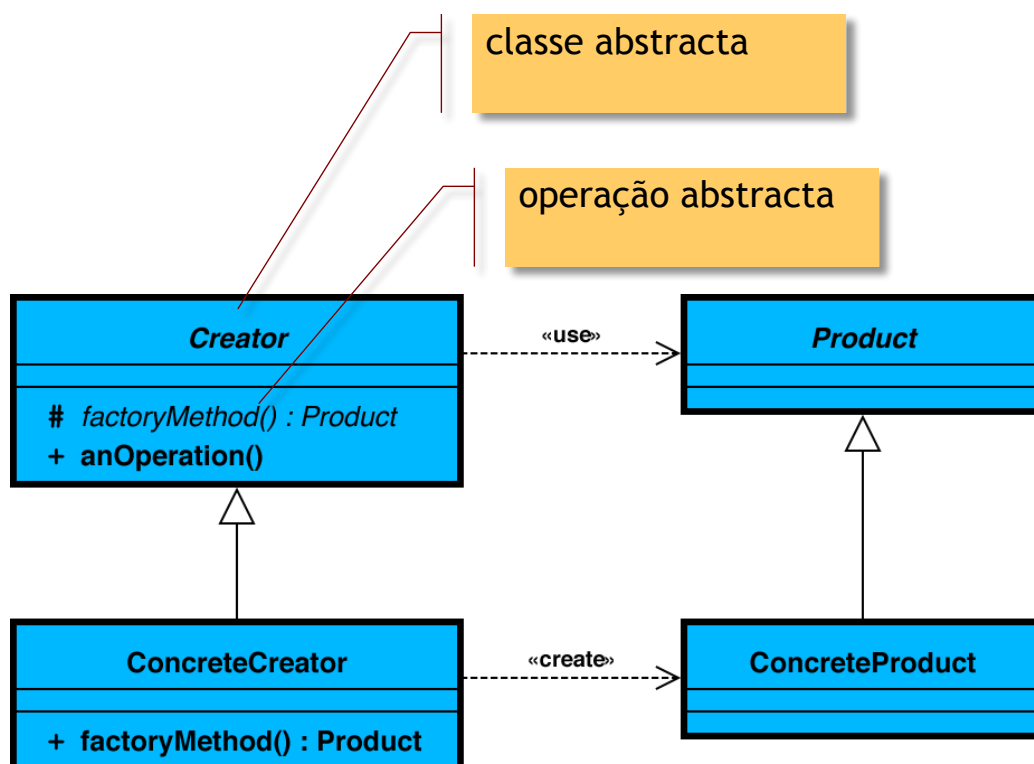 classe abstracta
operação abstracta
Creator
«use»
Product
# factoryMethod() : Product
+ anOperation()
ConcreteCreator
«create»
ConcreteProduct
+ factoryMethod() : Product